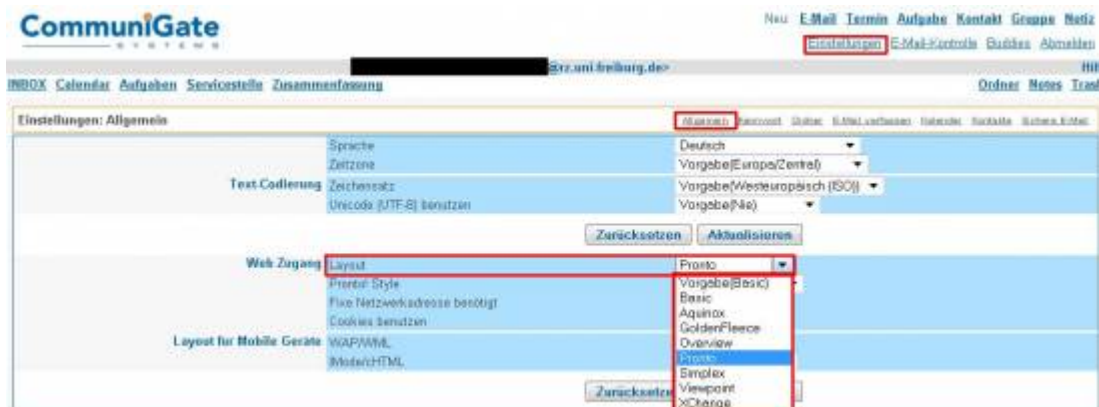 CommuniGate
SYSTEMS
Neu E-Mail Termin Aufgabe Kontakt Gruppe Notiz
Einstellungen E-Mail-Kontrolle Buddies Abmelden
@rz.uni-freiburg.de>
INBOX Calendar Aufgaben Servicestelle Zusammenfassung
Ordner Notes
Einstellungen: Allgemein
Allgemein Kennwort Ordner E-Mail verfassen Kalender Kontakte Sichere E-Mail
Sprache Deutsch
Zeitzone Vorgabe(Europa/Zentral)
Text-Codierung Zeichensatz Vorgabe(Westeuropäisch (ISO))
Unicode (UTF-8) benutzen Vorgabe(Nie)
Zurücksetzen Aktualisieren
Web Zugang Layout Pronto
Pronto! Style Vorgabe(Basic)
Fixe Netzwerkadresse benötigt Basic
Aquinox
Cookies benutzen GoldenFleece
Layout für Mobile Geräte WAP/WML Overview
Pronto
IMode/cHTML Simplex
Zurücksetze Viewpoint
XChange